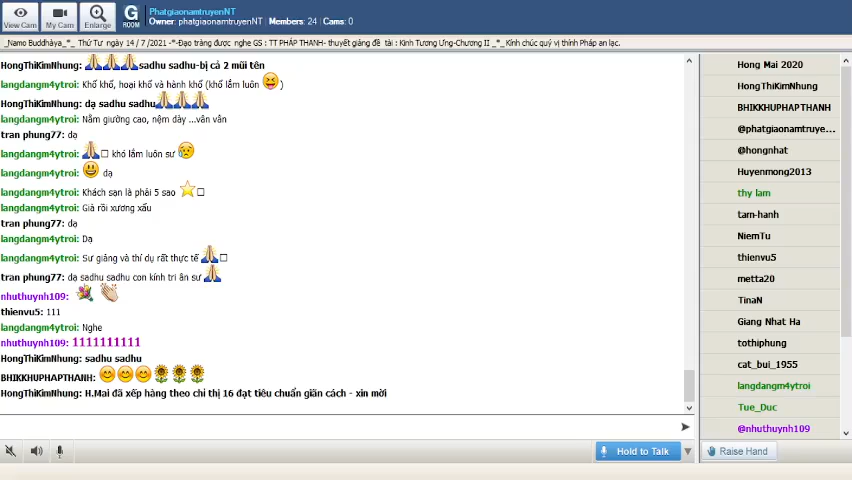 View Cam
My Cam
Enlarge
G
ROOM
PhatgiaonamtruyenNT
Owner: phatgiaonamtruyenNT | Members: 24 | Cams: 0
_Namo Buddhàya_*_ Thứ Tư ngày 14 / 7 /2021 -*-Đạo tràng được nghe GS : TT PHÁP THANH- thuyết giảng đề tài : Kinh Tương Ưng-Chương II _*_ Kính chúc quý vị thính Pháp an lạc.
HongThiKimNhung: 🙏🙏🙏sadhu sadhu-bị cả 2 mũi tên
langdangm4ytroi: Khổ khổ, hoại khổ và hành khổ (khổ lắm luôn 😆)
HongThiKimNhung: dạ sadhu sadhu🙏🙏🙏
langdangm4ytroi: Nằm giường cao, nệm dày ...vân vân
tran phung77: dạ
langdangm4ytroi: 🙏□ khó lắm luôn sư 😥
langdangm4ytroi: 😃 dạ
langdangm4ytroi: Khách sạn là phải 5 sao ⭐□
langdangm4ytroi: Già rồi xương xẩu
tran phung77: dạ
langdangm4ytroi: Dạ
langdangm4ytroi: Sư giảng và thí dụ rất thực tế 🙏□
tran phung77: dạ sadhu sadhu con kính tri ân sư 🙏
nhuthuynh109: 💐 👏
thienvu5: 111
langdangm4ytroi: Nghe
nhuthuynh109: 1111111111
HongThiKimNhung: sadhu sadhu
BHIKKHUPHAPTHANH: 😊😊😊🌻🌻🌻
HongThiKimNhung: H.Mai đã xếp hàng theo chỉ thị 16 đạt tiêu chuẩn giãn cách - xin mời
Hong Mai 2020
HongThiKimNhung
BHIKKHUPHAPTHANH
@phatgiaonamtruye...
@hongnhat
Huyenmong2013
thy lam
tam-hanh
NiemTu
thienvu5
metta20
TinaN
Giang Nhat Ha
tothiphung
cat_bui_1955
langdangm4ytroi
Tue_Duc
@nhuthuynh109
Hold to Talk
Raise Hand